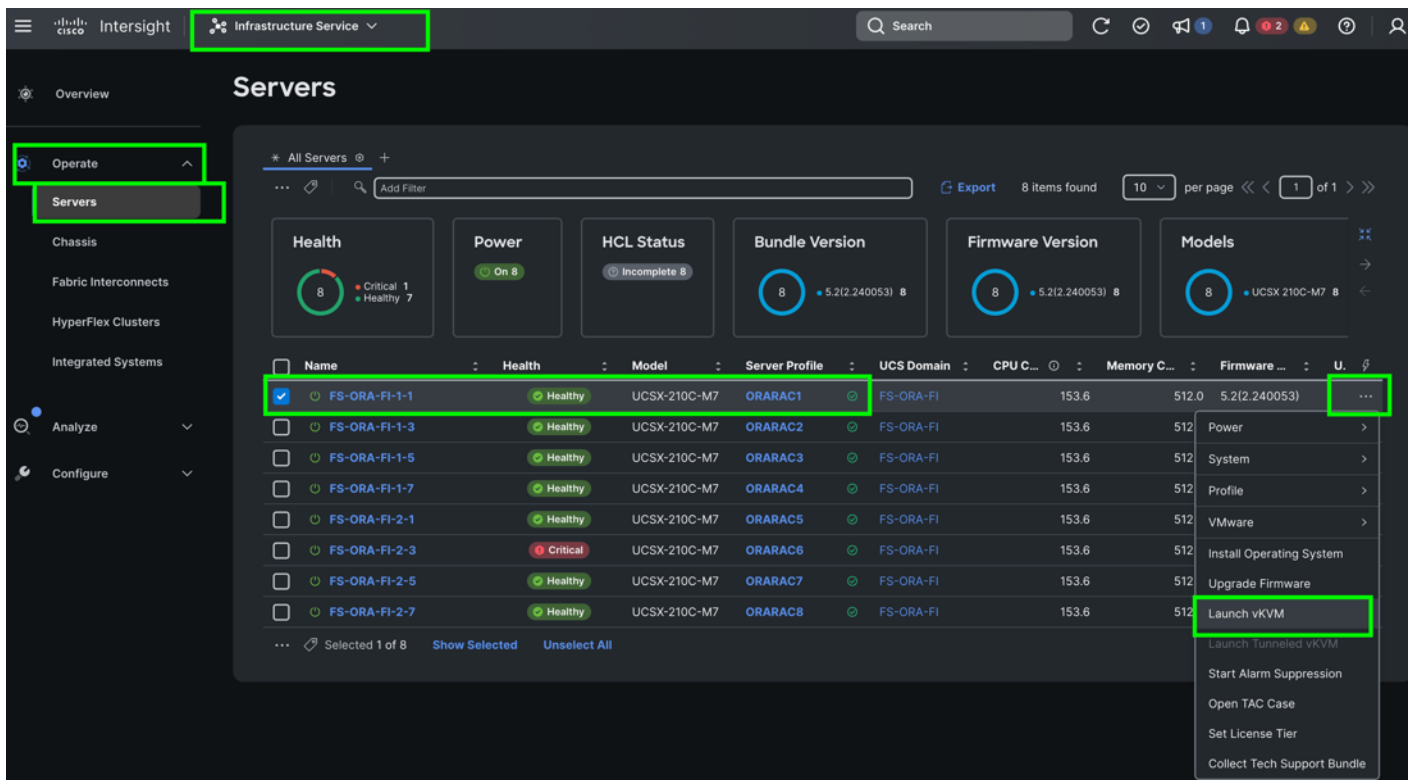 cisco Intersight Infrastructure Service Search 1 2
Overview
Servers
Operate
Servers
Chassis
Fabric Interconnects
HyperFlex Clusters
Integrated Systems
Analyze
Configure
All Servers +
... Add Filter Export 8 items found 10 per page 1 of 1
Health
8 Critical 1
Healthy 7
Power
On 8
HCL Status
Incomplete 8
Bundle Version
8 5.2(2.240053) 8
Firmware Version
8 5.2(2.240053) 8
Models
8 UCSX 210C-M7 8
Name Health Model Server Profile UCS Domain CPU C... Memory C... Firmware ... U.
FS-ORA-FI-1-1 Healthy UCSX-210C-M7 ORARAC1 FS-ORA-FI 153.6 512.0 5.2(2.240053) ...
FS-ORA-FI-1-3 Healthy UCSX-210C-M7 ORARAC2 FS-ORA-FI 153.6 512
FS-ORA-FI-1-5 Healthy UCSX-210C-M7 ORARAC3 FS-ORA-FI 153.6 512
FS-ORA-FI-1-7 Healthy UCSX-210C-M7 ORARAC4 FS-ORA-FI 153.6 512
FS-ORA-FI-2-1 Healthy UCSX-210C-M7 ORARAC5 FS-ORA-FI 153.6 512
FS-ORA-FI-2-3 Critical UCSX-210C-M7 ORARAC6 FS-ORA-FI 153.6 512
FS-ORA-FI-2-5 Healthy UCSX-210C-M7 ORARAC7 FS-ORA-FI 153.6 512
FS-ORA-FI-2-7 Healthy UCSX-210C-M7 ORARAC8 FS-ORA-FI 153.6 512
... Selected 1 of 8 Show Selected Unselect All
Power
System
Profile
VMware
Install Operating System
Upgrade Firmware
Launch vKVM
Launch Tunneled vKVM
Start Alarm Suppression
Open TAC Case
Set License Tier
Collect Tech Support Bundle